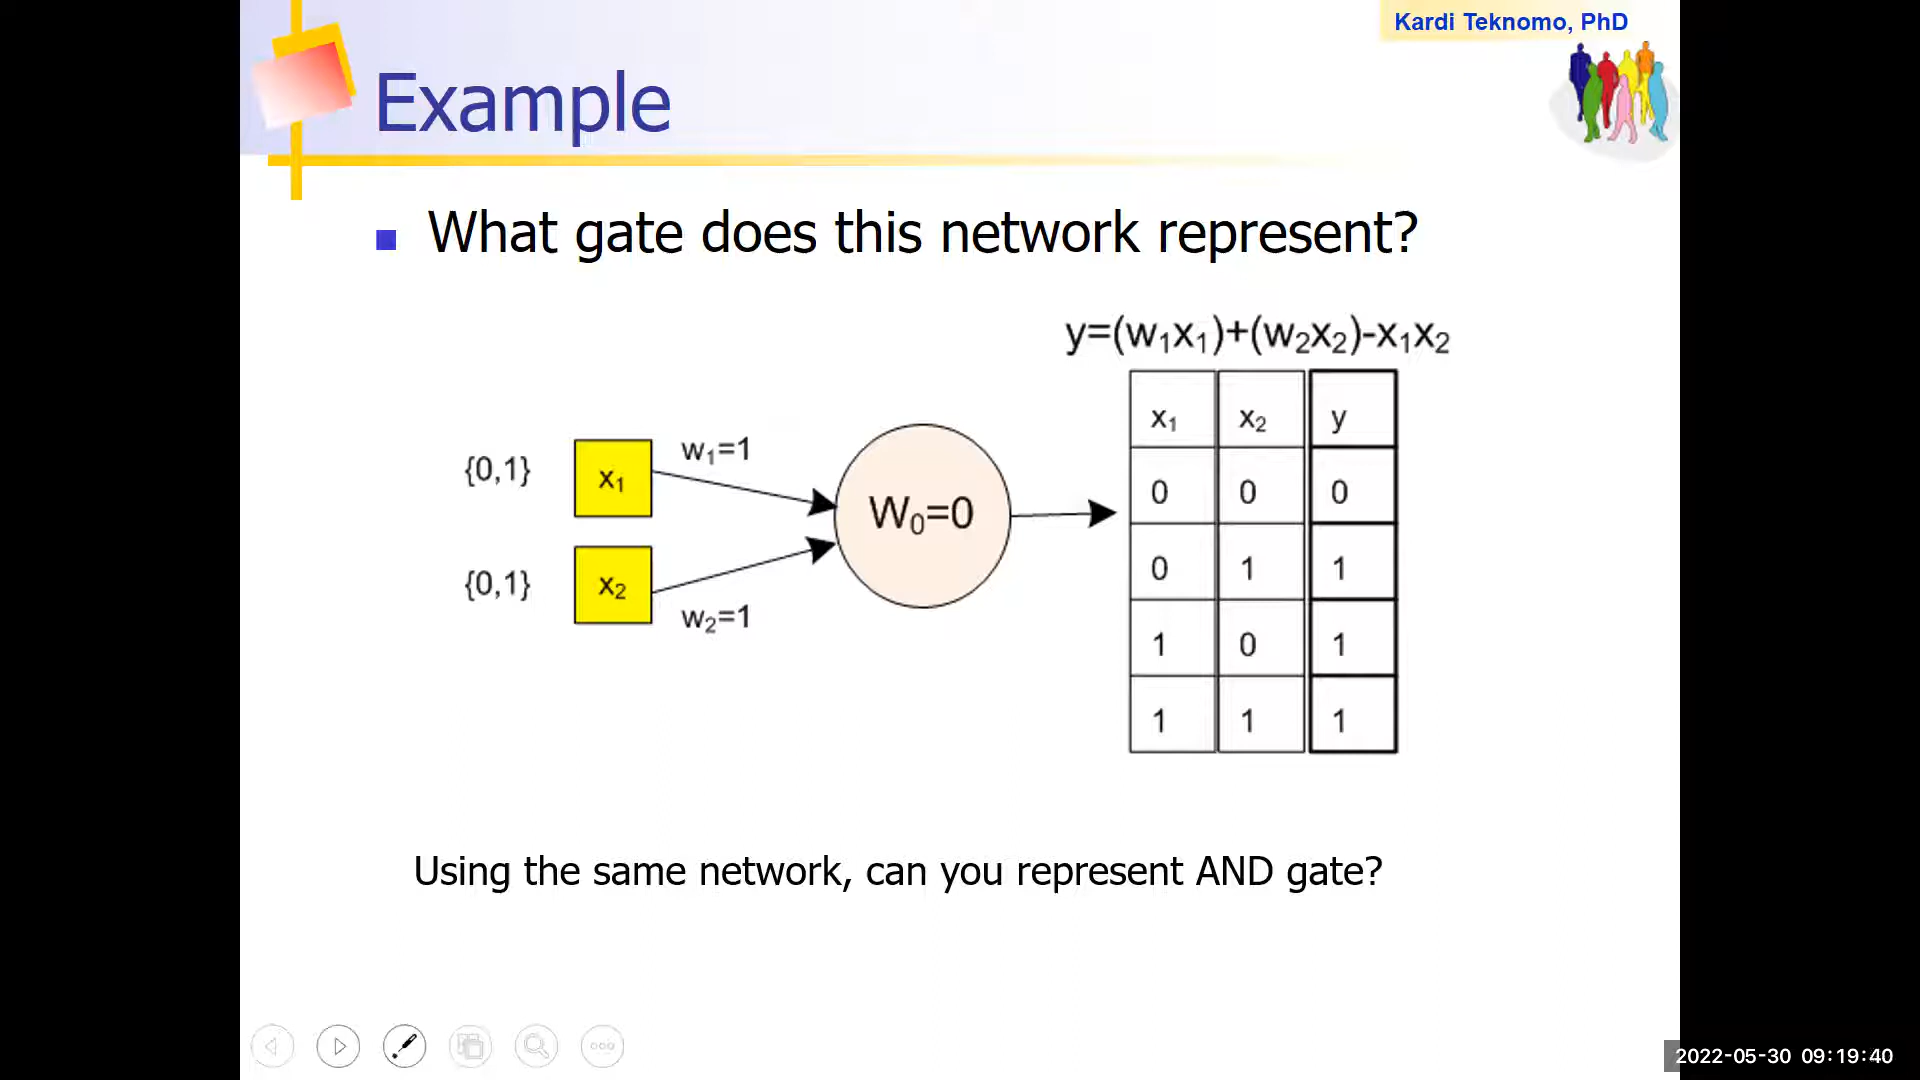 Kardi Teknomo, PhD
Example
What gate does this network represent?
y=(w₁x₁)+(w₂x₂)-x₁x₂
{0,1} x₁ w₁=1
{0,1} x₂ w₂=1
W₀=0
x₁ x₂ y
0 0 0
0 1 1
1 0 1
1 1 1
Using the same network, can you represent AND gate?
2022-05-30 09:19:40